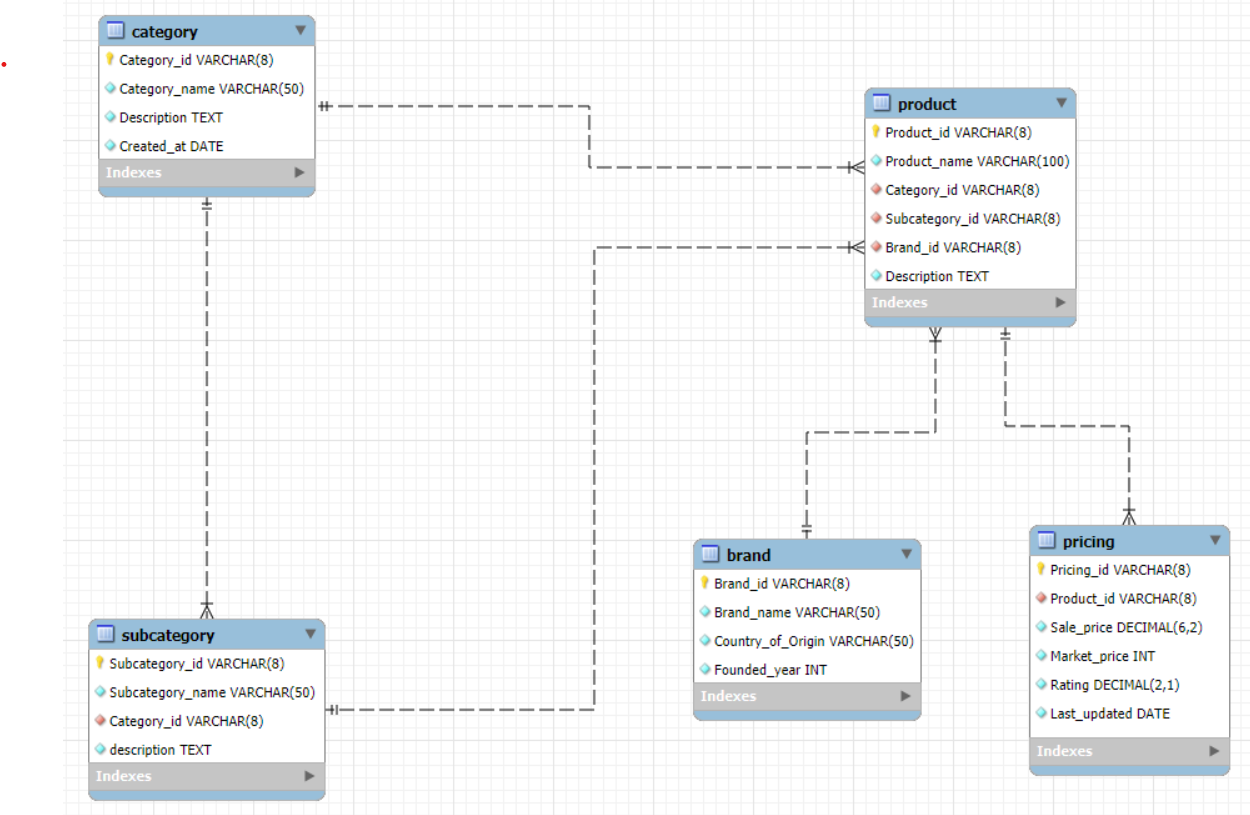 category
Category_id VARCHAR(8)
Category_name VARCHAR(50)
Description TEXT
Created_at DATE
Indexes
product
Product_id VARCHAR(8)
Product_name VARCHAR(100)
Category_id VARCHAR(8)
Subcategory_id VARCHAR(8)
Brand_id VARCHAR(8)
Description TEXT
Indexes
subcategory
Subcategory_id VARCHAR(8)
Subcategory_name VARCHAR(50)
Category_id VARCHAR(8)
description TEXT
Indexes
brand
Brand_id VARCHAR(8)
Brand_name VARCHAR(50)
Country_of_Origin VARCHAR(50)
Founded_year INT
Indexes
pricing
Pricing_id VARCHAR(8)
Product_id VARCHAR(8)
Sale_price DECIMAL(6,2)
Market_price INT
Rating DECIMAL(2,1)
Last_updated DATE
Indexes